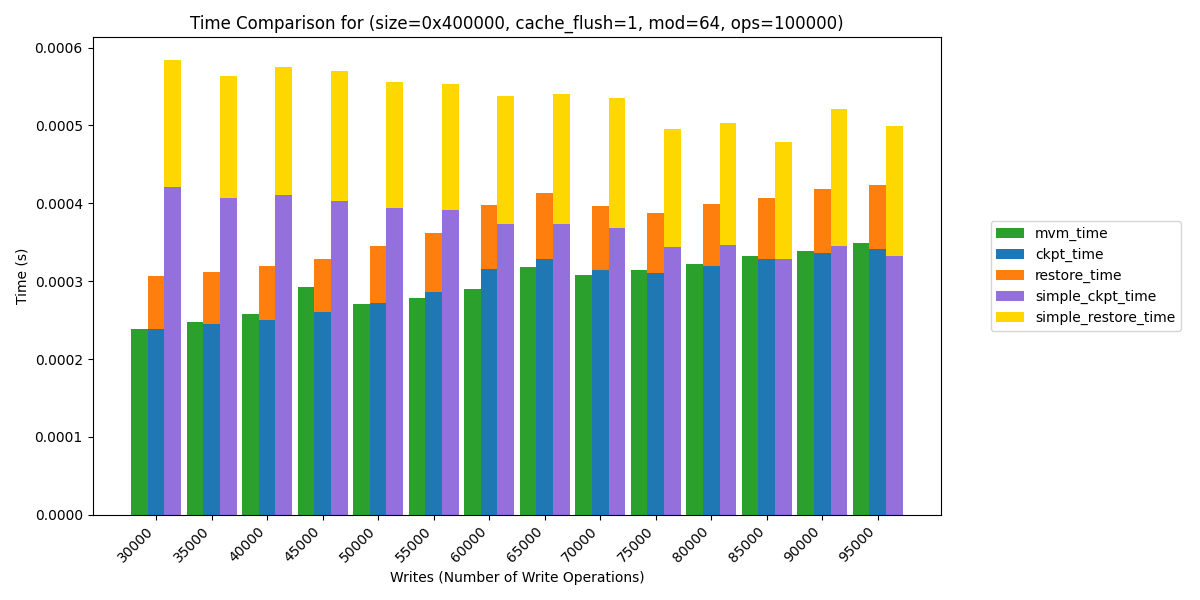 Time Comparison for (size=0x400000, cache_flush=1, mod=64, ops=100000)
Time (s)
0.0006
0.0005
0.0004
0.0003
0.0002
0.0001
0.0000
30000
35000
40000
45000
50000
55000
60000
65000
70000
75000
80000
85000
90000
95000
Writes (Number of Write Operations)
mvm_time
ckpt_time
restore_time
simple_ckpt_time
simple_restore_time